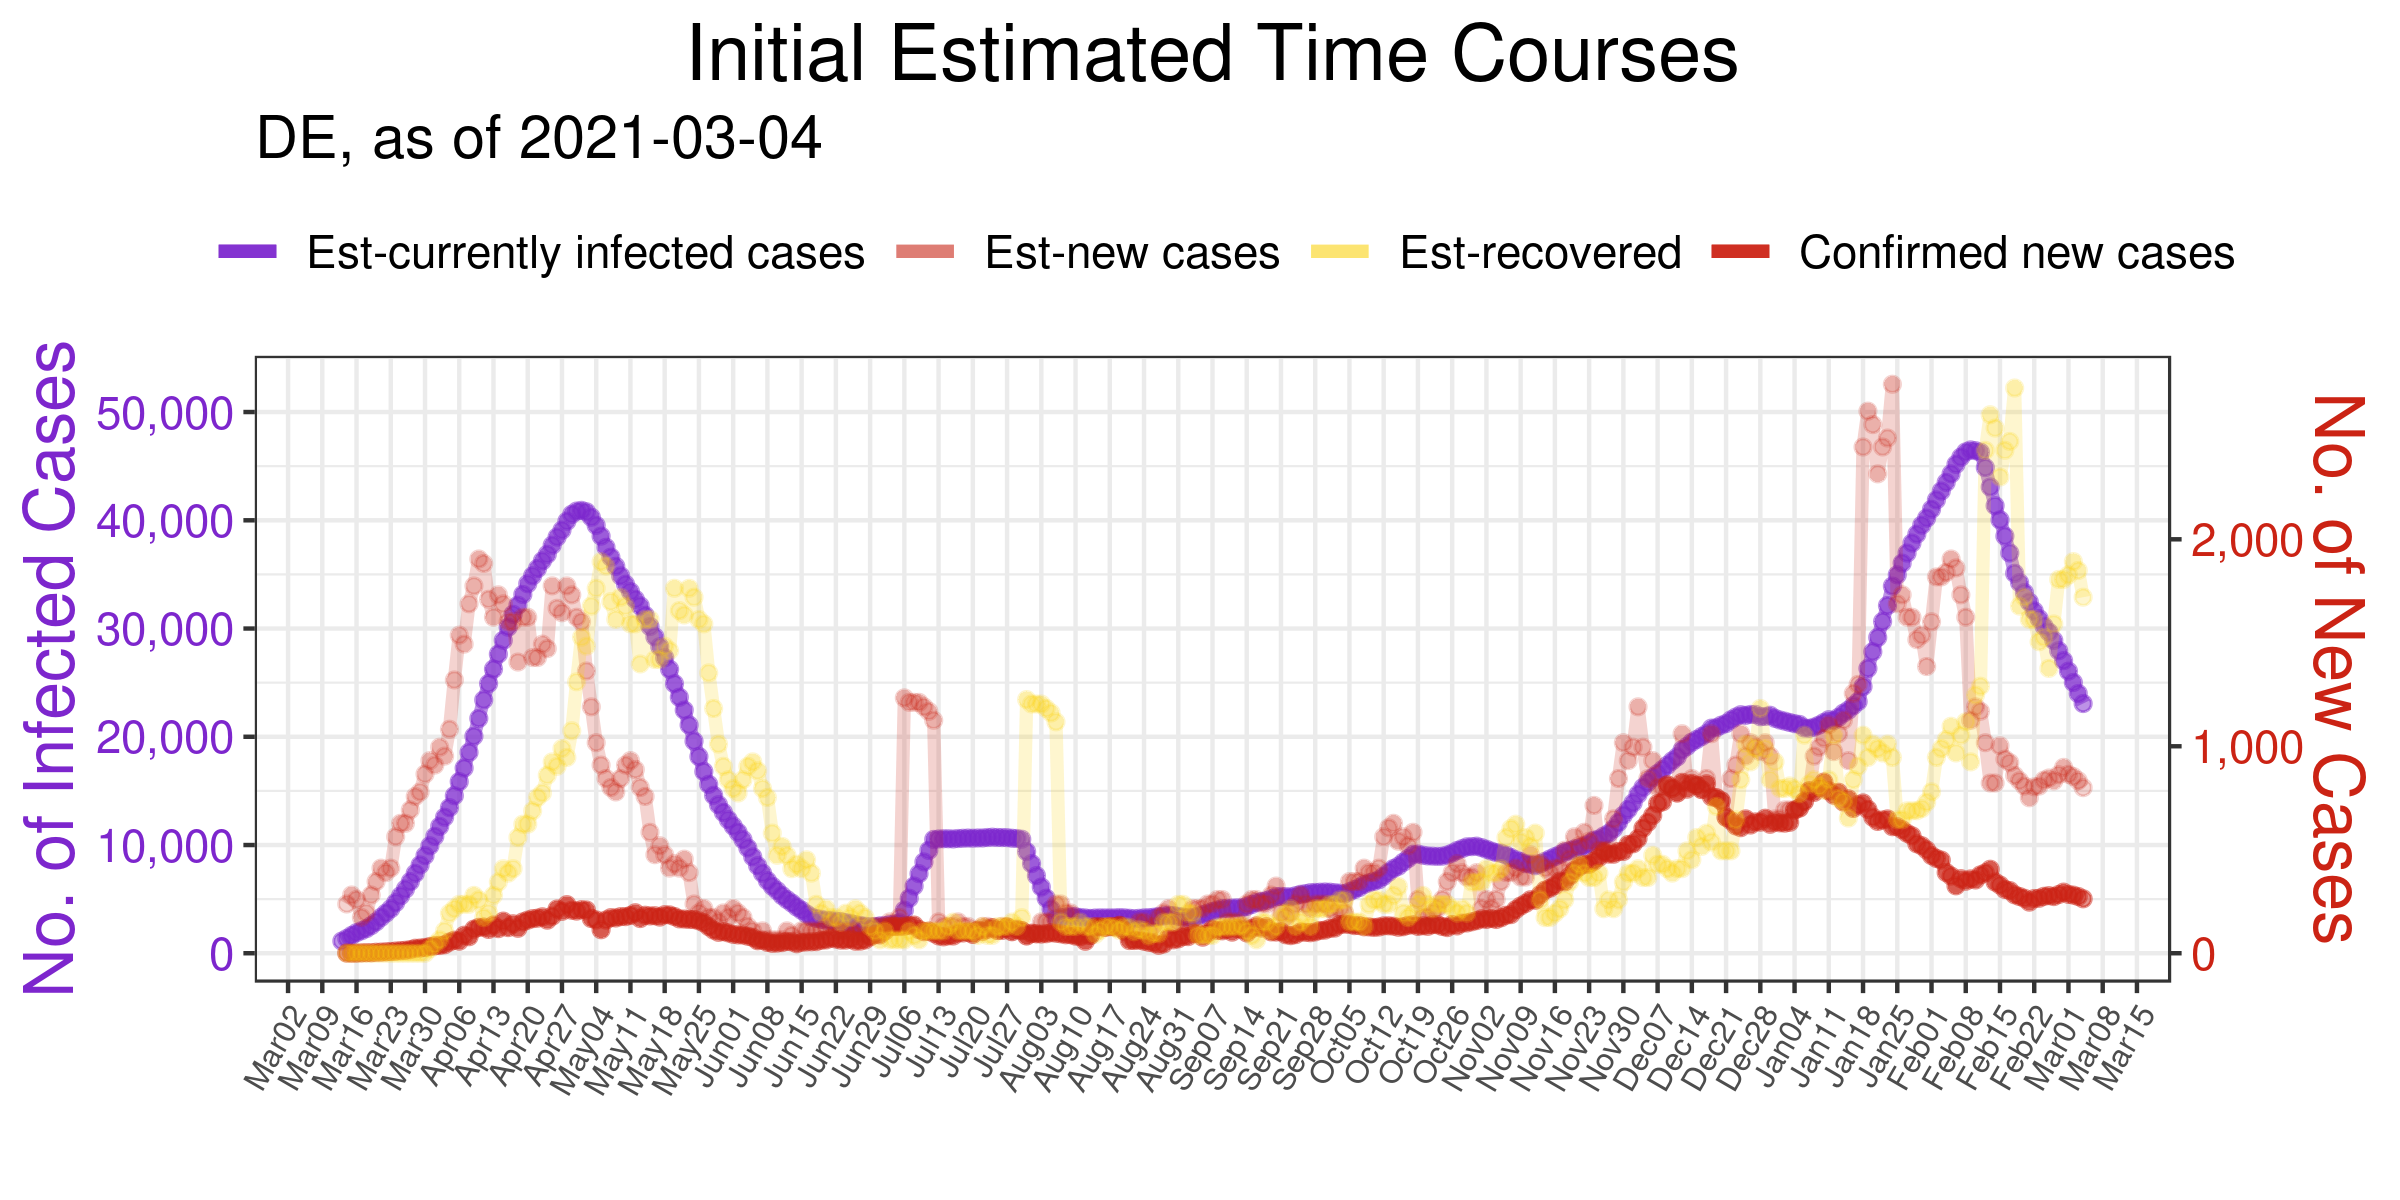 Initial Estimated Time Courses
DE, as of 2021-03-04
Est-currently infected cases Est-new cases Est-recovered Confirmed new cases
No. of Infected Cases
50,000
40,000
30,000
20,000
10,000
0
No. of New Cases
2,000
1,000
0
Mar02 Mar09 Mar16 Mar23 Mar30 Apr06 Apr13 Apr20 Apr27 May04 May11 May18 May25 Jun01 Jun08 Jun15 Jun22 Jun29 Jul06 Jul13 Jul20 Jul27 Aug03 Aug10 Aug17 Aug24 Aug31 Sep07 Sep14 Sep21 Sep28 Oct05 Oct12 Oct19 Oct26 Nov02 Nov09 Nov16 Nov23 Nov30 Dec07 Dec14 Dec21 Dec28 Jan04 Jan11 Jan18 Jan25 Feb01 Feb08 Feb15 Feb22 Mar01 Mar08 Mar15